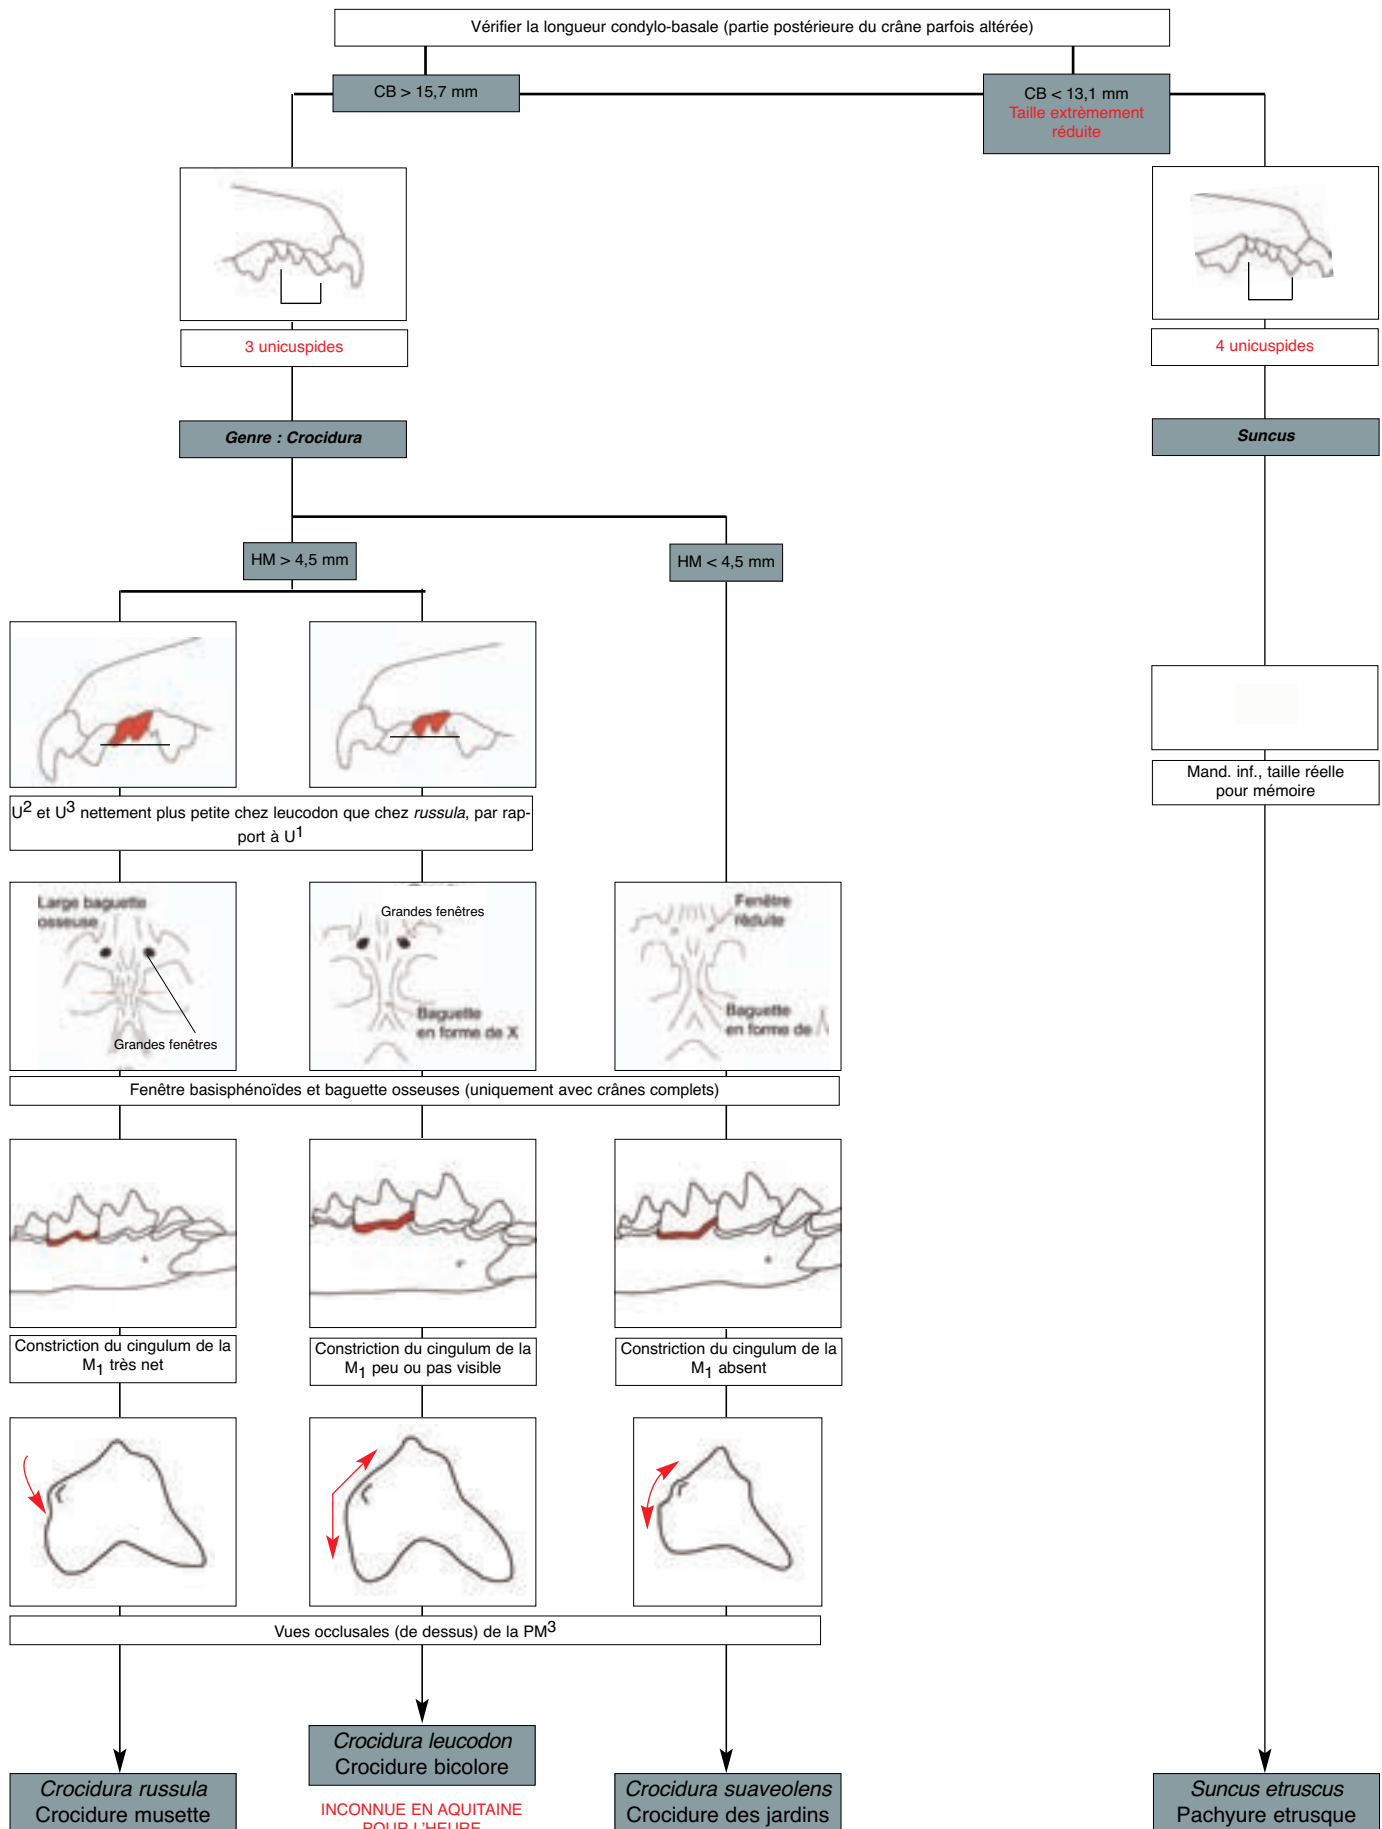 Vérifier la longueur condylo-basale (partie postérieure du crâne parfois altérée)
CB > 15,7 mm
CB < 13,1 mm
Taille extrèmement
réduite
3 unicuspides
4 unicuspides
Genre : Crocidura
Suncus
HM > 4,5 mm
HM < 4,5 mm
Mand. inf., taille réelle
pour mémoire
U² et U³ nettement plus petite chez leucodon que chez russula, par rap-
port à U¹
Large baguette
osseuse
Grandes fenêtres
Grandes fenêtres
Baguette
en forme de X
Fenêtre
réduite
Baguette
en forme de
Fenêtre basisphénoïdes et baguette osseuses (uniquement avec crânes complets)
Constriction du cingulum de la
M₁ très net
Constriction du cingulum de la
M₁ peu ou pas visible
Constriction du cingulum de la
M₁ absent
Vues occlusales (de dessus) de la PM³
Crocidura russula
Crocidure musette
Crocidura leucodon
Crocidure bicolore
INCONNUE EN AQUITAINE
POUR L'HEURE
Crocidura suaveolens
Crocidure des jardins
Suncus etruscus
Pachyure etrusque